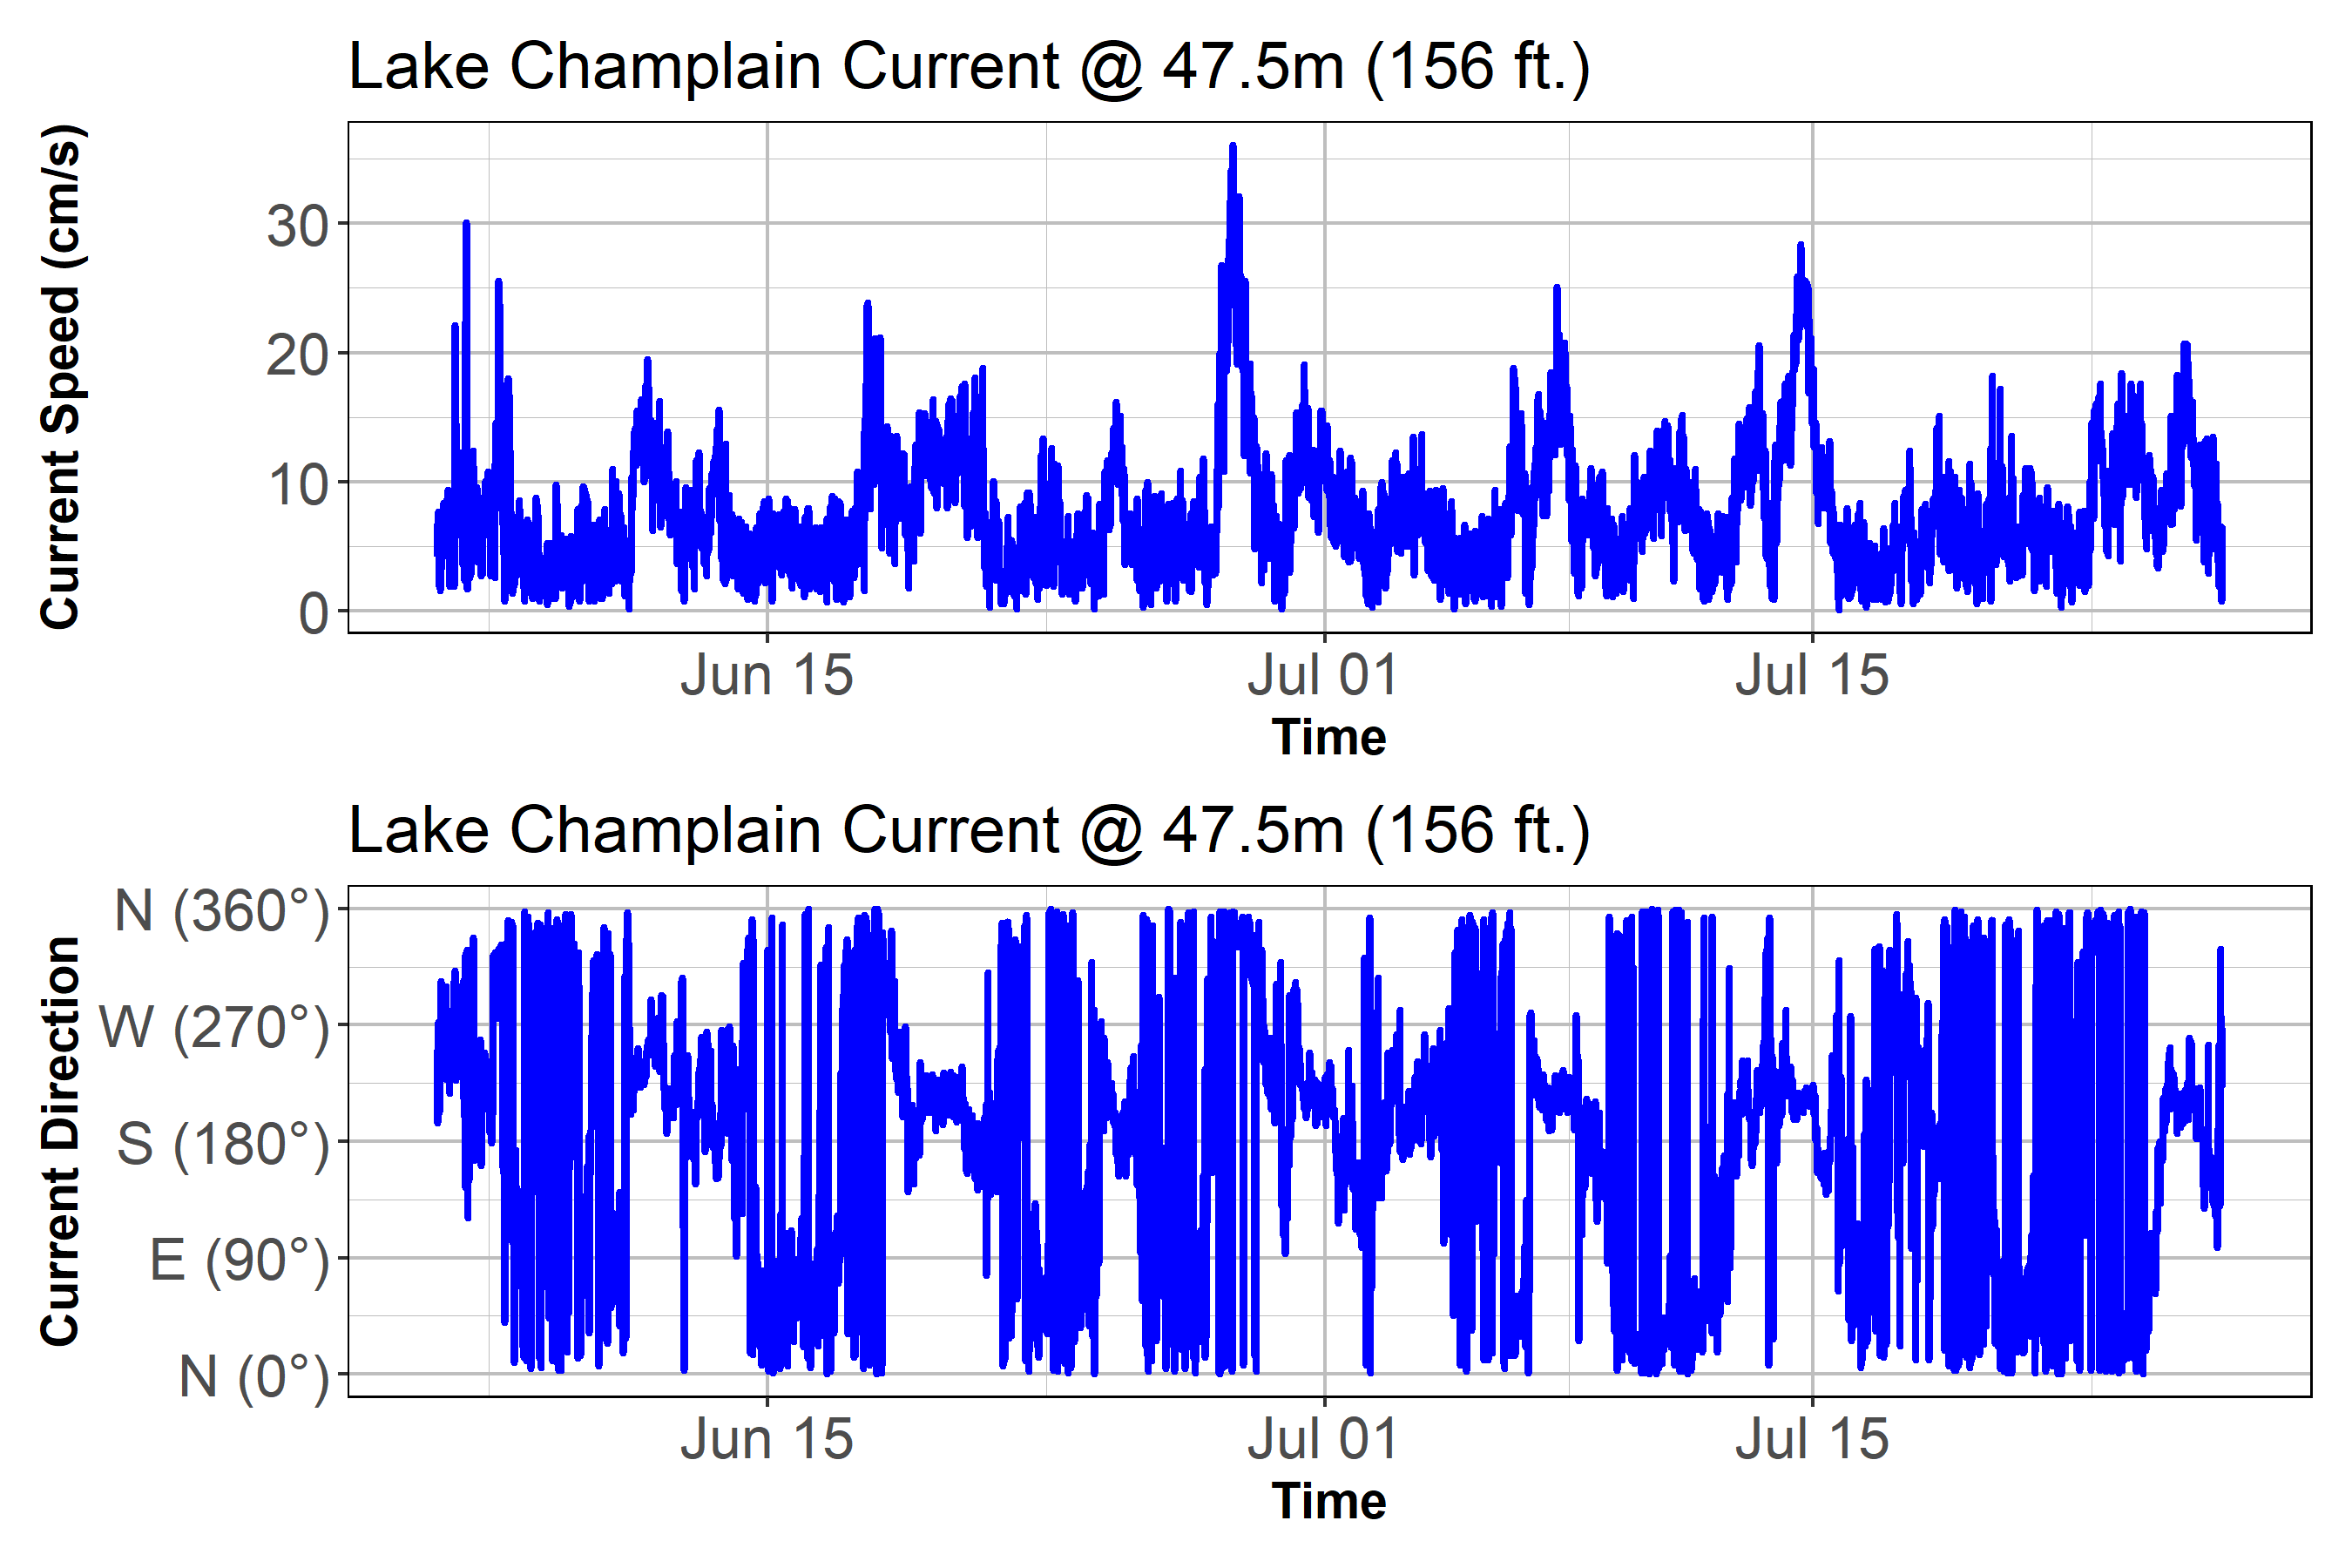 Lake Champlain Current @ 47.5m (156 ft.)
Current Speed (cm/s)
30
20
10
0
Jun 15 Jul 01 Jul 15
Time
Lake Champlain Current @ 47.5m (156 ft.)
Current Direction
N (360°)
W (270°)
S (180°)
E (90°)
N (0°)
Jun 15 Jul 01 Jul 15
Time